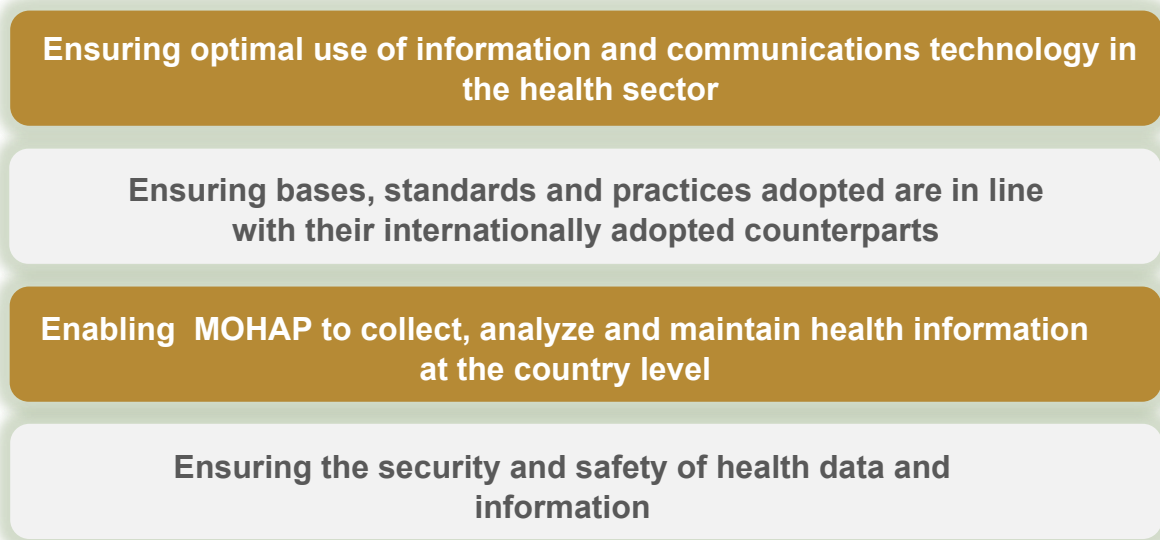 Ensuring optimal use of information and communications technology in
the health sector
Ensuring bases, standards and practices adopted are in line
with their internationally adopted counterparts
Enabling  MOHAP to collect, analyze and maintain health information
at the country level
Ensuring the security and safety of health data and
information